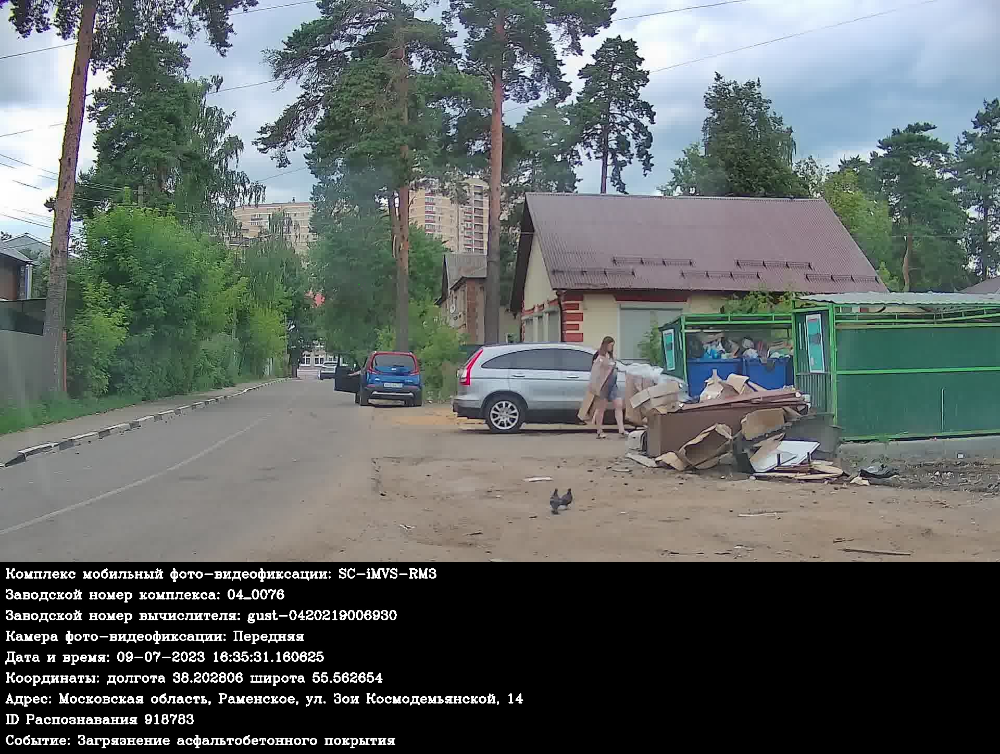 Комплекс мобильный фото-видеофиксации: SC-iMVS-RM3
Заводской номер комплекса: 04_0076
Заводской номер вычислителя: gust-0420219006930
Камера фото-видеофиксации: Передняя
Дата и время: 09-07-2023 16:35:31.160625
Координаты: долгота 38.202806 широта 55.562654
Адрес: Московская область, Раменское, ул. Зои Космодемьянской, 14
ID Распознавания 918783
Событие: Загрязнение асфальтобетонного покрытия